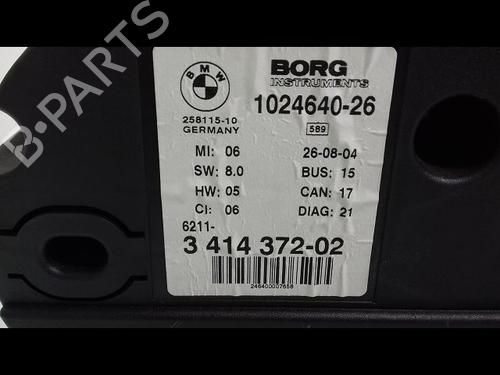 B-PARTS
BMW
BORG
INSTRUMENTS
258115-10
GERMANY
1024640-26
589
MI: 06
26-08-04
SW: 8.0
BUS: 15
HW: 05
CAN: 17
CI: 06
DIAG: 21
6211-
3 414 372-02
246400007658